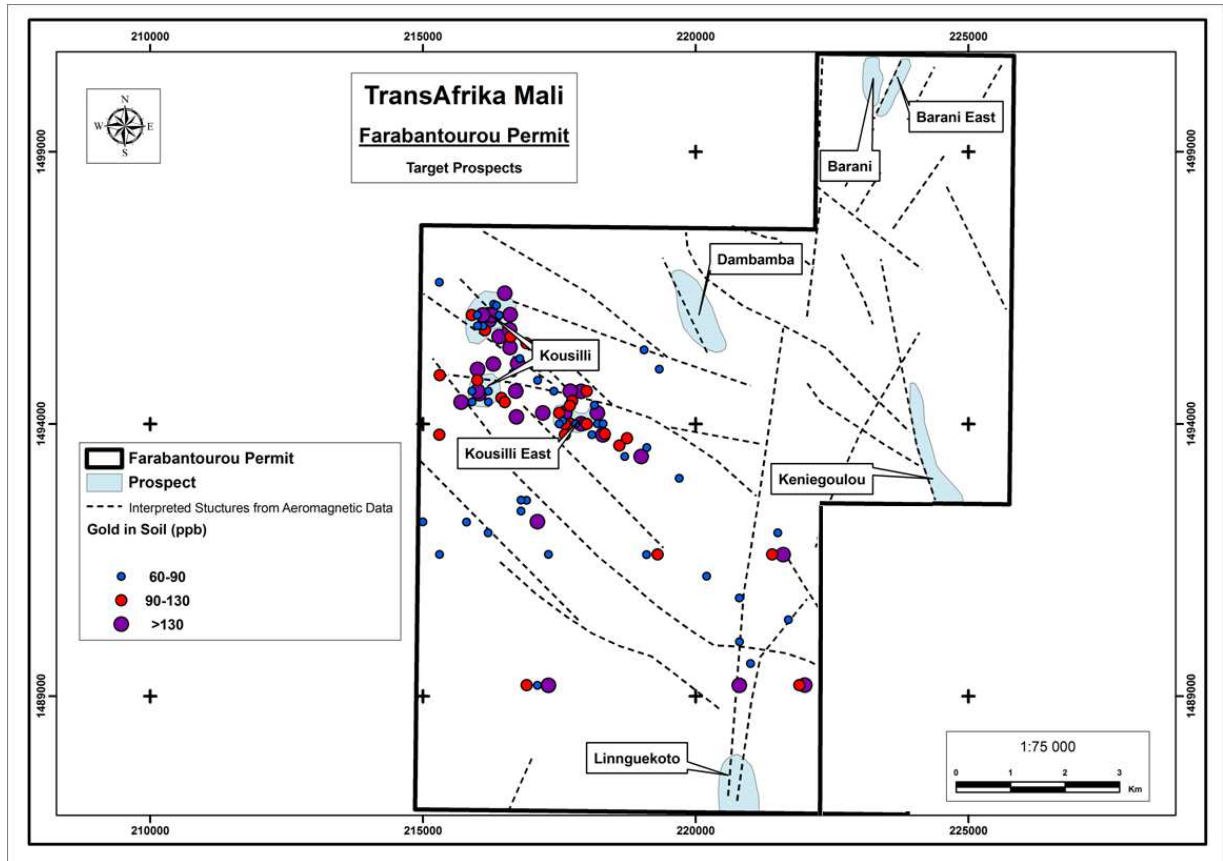 210000
215000
220000
225000
TransAfrika Mali
Farabantourou Permit
Target Prospects
N
W E
S
Barani East
Barani
1499000
1499000
Dambamba
Kousilli
1494000
1494000
Kousilli East
Keniegoulou
Farabantourou Permit
Prospect
Interpreted Stuctures from Aeromagnetic Data
Gold in Soil (ppb)
60-90
90-130
>130
1489000
1489000
Linnguekoto
1:75 000
0 1 2 3
Km
210000
215000
220000
225000